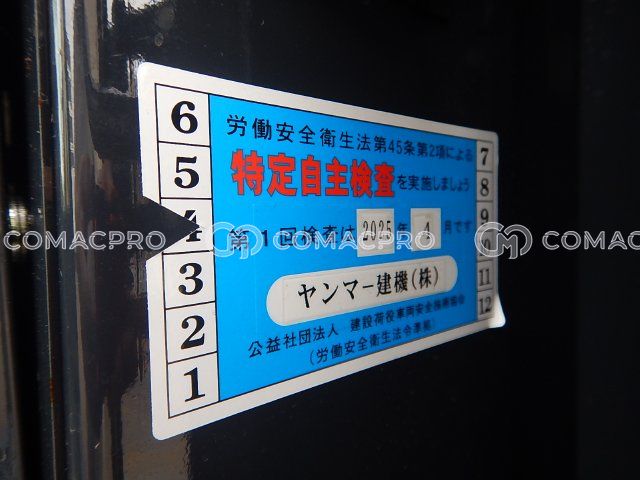 6
5
4
3
2
1
労働安全衛生法第45条第2項による
特定自主検査を実施しましょう
第1回検査は2025年4月です
ヤンマー建機(株)
公益社団法人 建設荷役車両安全技術協会
(労働安全衛生法令準拠)
7
8
9
10
11
12
COMACPRO
COMACPRO
COMACPRO